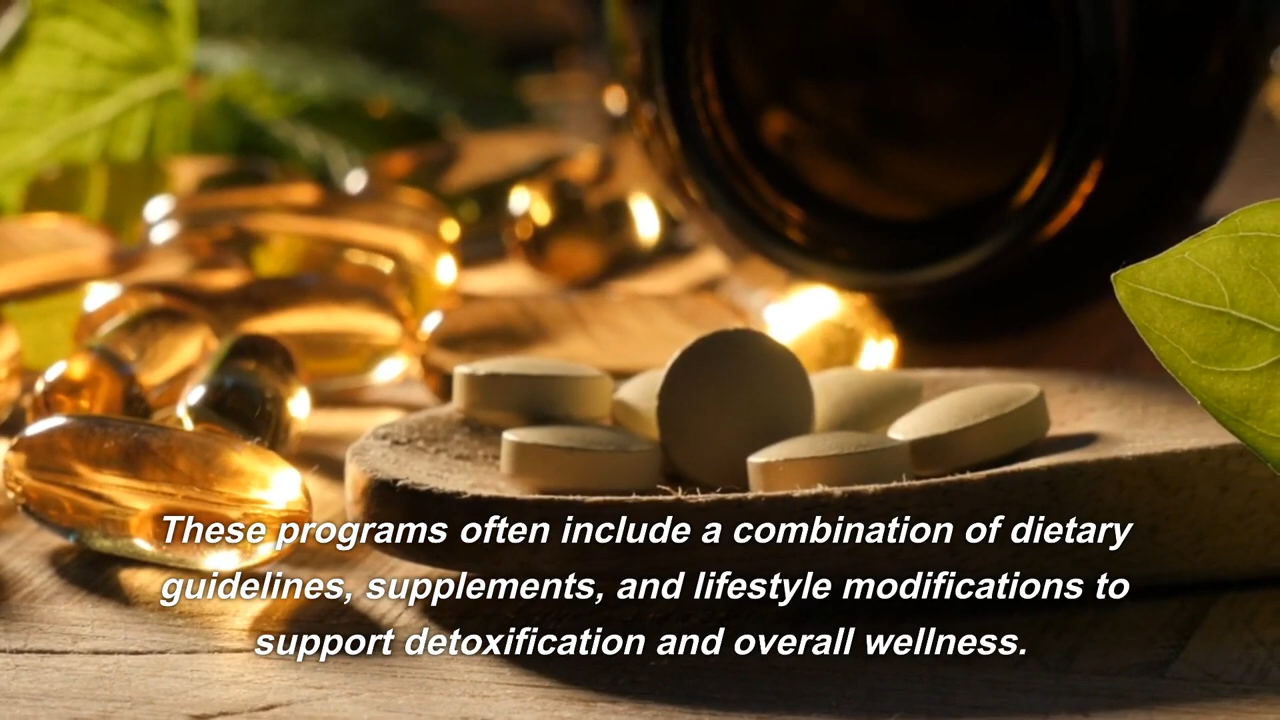 These programs often include a combination of dietary
guidelines, supplements, and lifestyle modifications to
support detoxification and overall wellness.